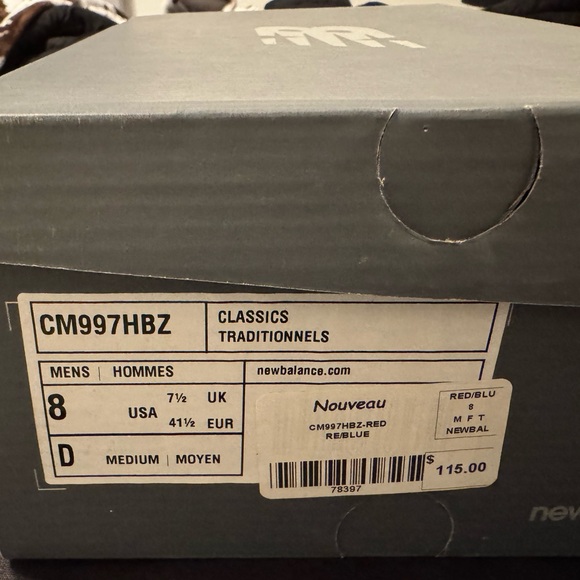 CM997HBZ
CLASSICS
TRADITIONNELS
MENS | HOMMES
newbalance.com
8 USA
7½ UK
41½ EUR
D MEDIUM | MOYEN
Nouveau
CM997HBZ-RED
RE/BLUE
78397
RED/BLU
8
M F T
NEWBAL
$115.00
new